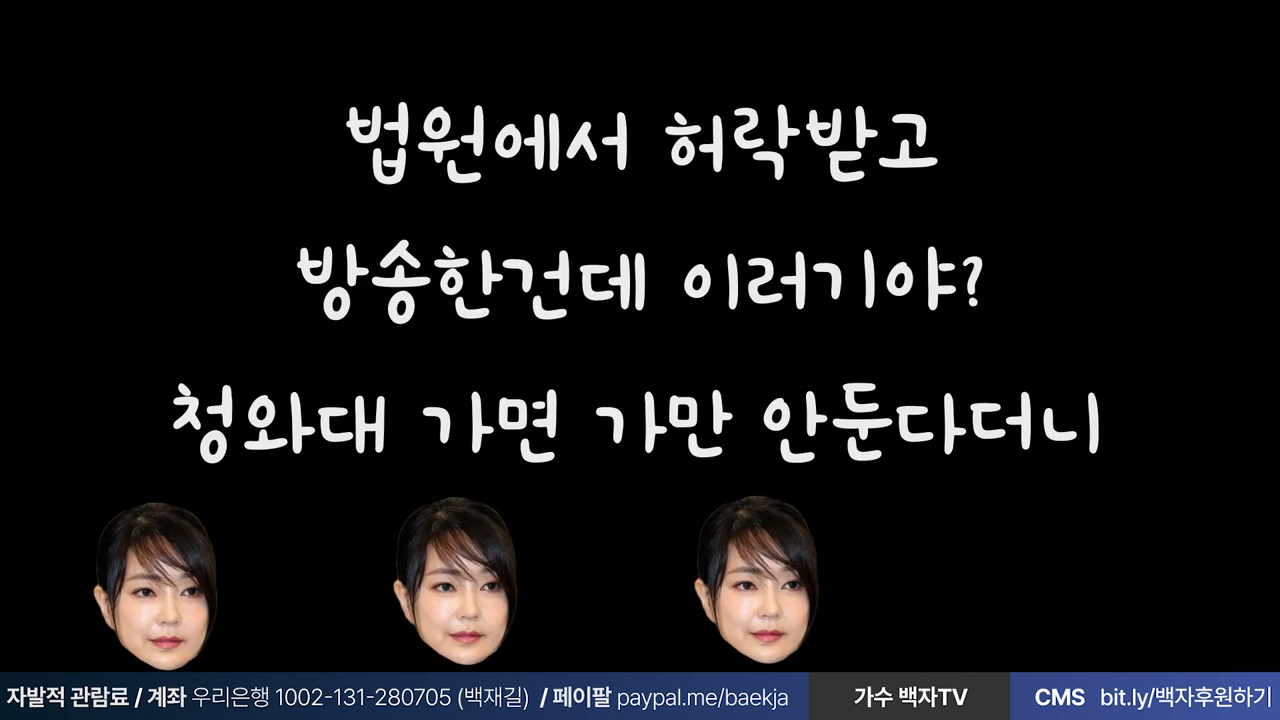 법원에서 허락받고
방송한건데 이러기야?
청와대 가면 가만 안둔다더니
자발적 관람료 / 계좌 우리은행 1002-131-280705 (백재길) / 페이팔 paypal.me/baekja 가수 백자TV CMS bit.ly/백자후원하기